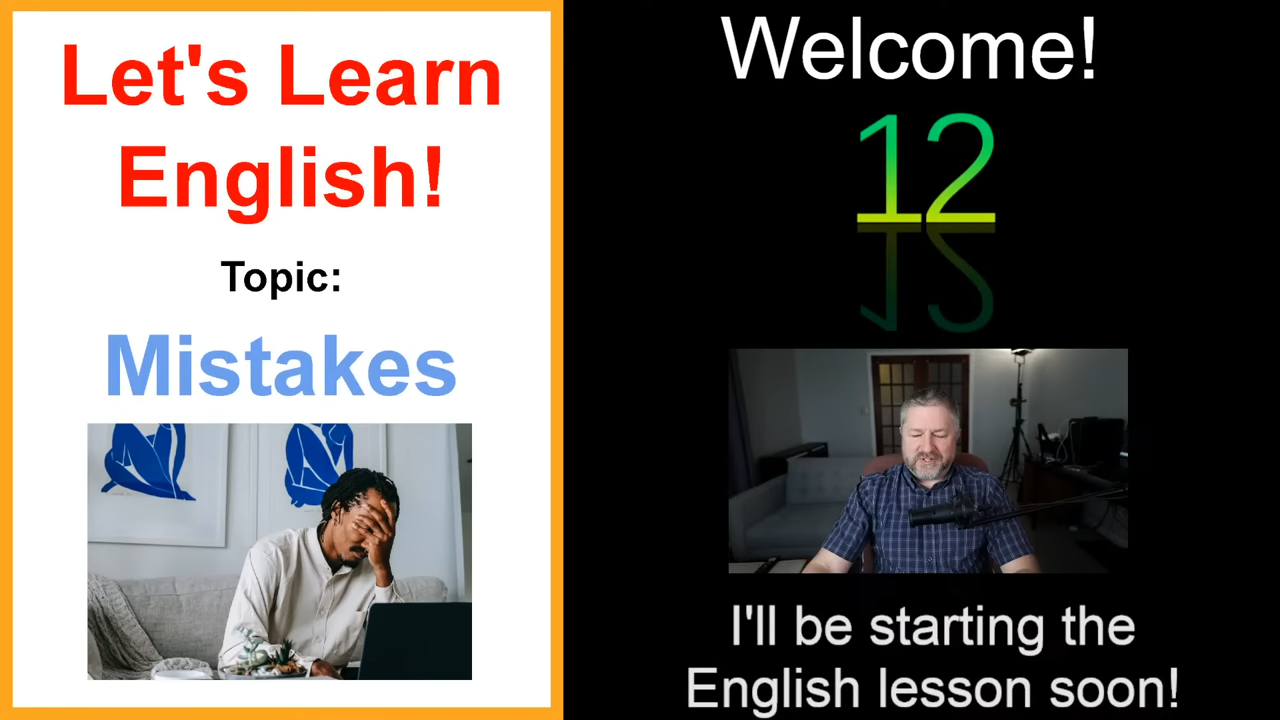 Let's Learn
English!
Topic:
Mistakes
Welcome!
12
I'll be starting the
English lesson soon!